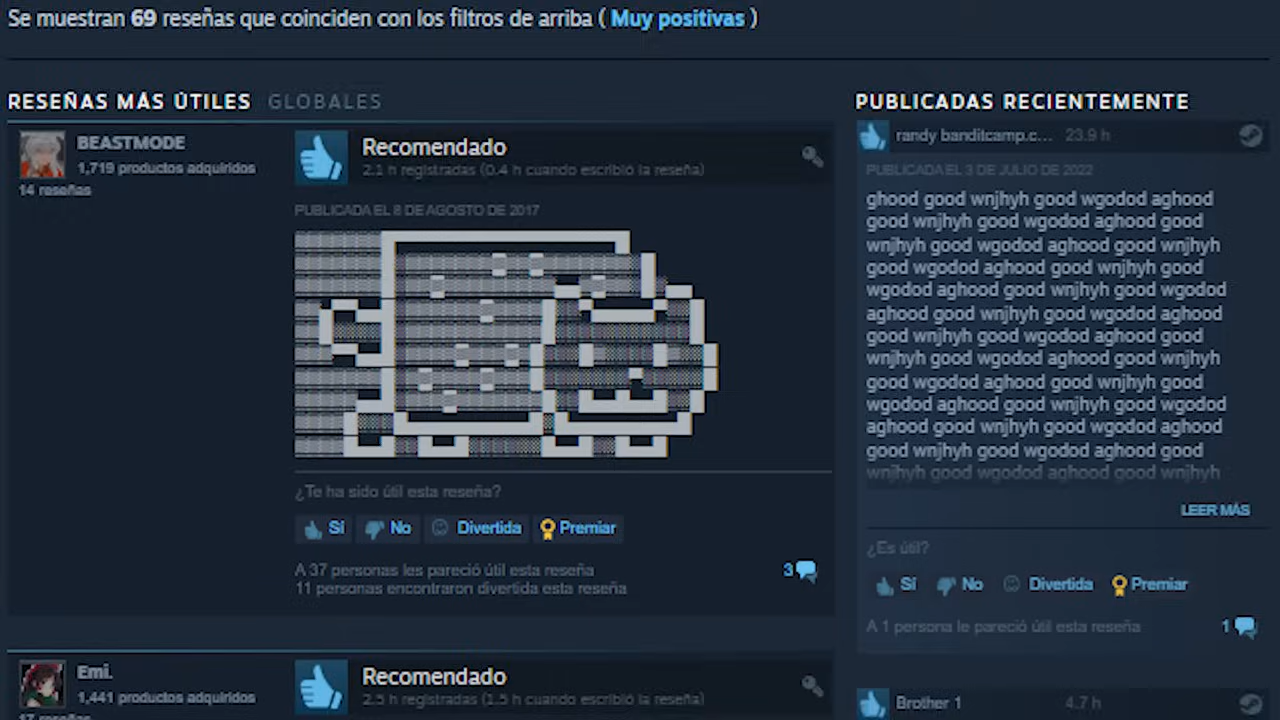 Se muestran 69 reseñas que coinciden con los filtros de arriba ( Muy positivas )
RESEÑAS MÁS ÚTILES GLOBALES
BEASTMODE
1,719 productos adquiridos
14 reseñas
Recomendado
2.1 h registradas (0.4 h cuando escribió la reseña)
PUBLICADA EL 8 DE AGOSTO DE 2017
¿Te ha sido útil esta reseña?
Sí No Divertida Premiar
A 37 personas les pareció útil esta reseña
11 personas encontraron divertida esta reseña
3
Emi.
1,441 productos adquiridos
17 reseñas
Recomendado
2.5 h registradas (1.5 h cuando escribió la reseña)
PUBLICADAS RECIENTEMENTE
randy banditcamp.c... 23.9 h
PUBLICADA EL 3 DE JULIO DE 2022
ghood good wnjhyh good wgodod aghood
good wnjhyh good wgodod aghood good
wnjhyh good wgodod aghood good wnjhyh
good wgodod aghood good wnjhyh good
wgodod aghood good wnjhyh good wgodod
aghood good wnjhyh good wgodod aghood
good wnjhyh good wgodod aghood good
wnjhyh good wgodod aghood good wnjhyh
good wgodod aghood good wnjhyh good
wgodod aghood good wnjhyh good wgodod
aghood good wnjhyh good wgodod aghood
good wnjhyh good wgodod aghood good
wnjhyh good wgodod aghood good wnjhyh
LEER MÁS
¿Es útil?
Sí No Divertida Premiar
A 1 persona le pareció útil esta reseña
1
Brother 1 4.7 h